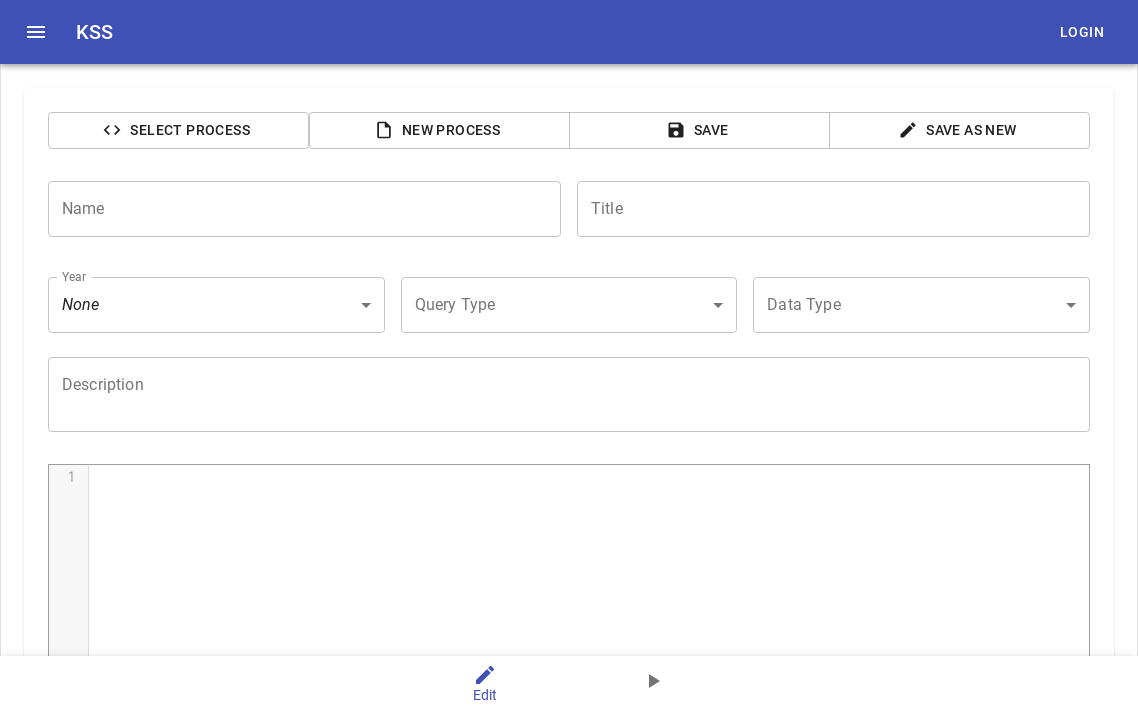 KSS
LOGIN
SELECT PROCESS
NEW PROCESS
SAVE
SAVE AS NEW
Name
Title
Year
None
Query Type
Data Type
Description
1
Edit